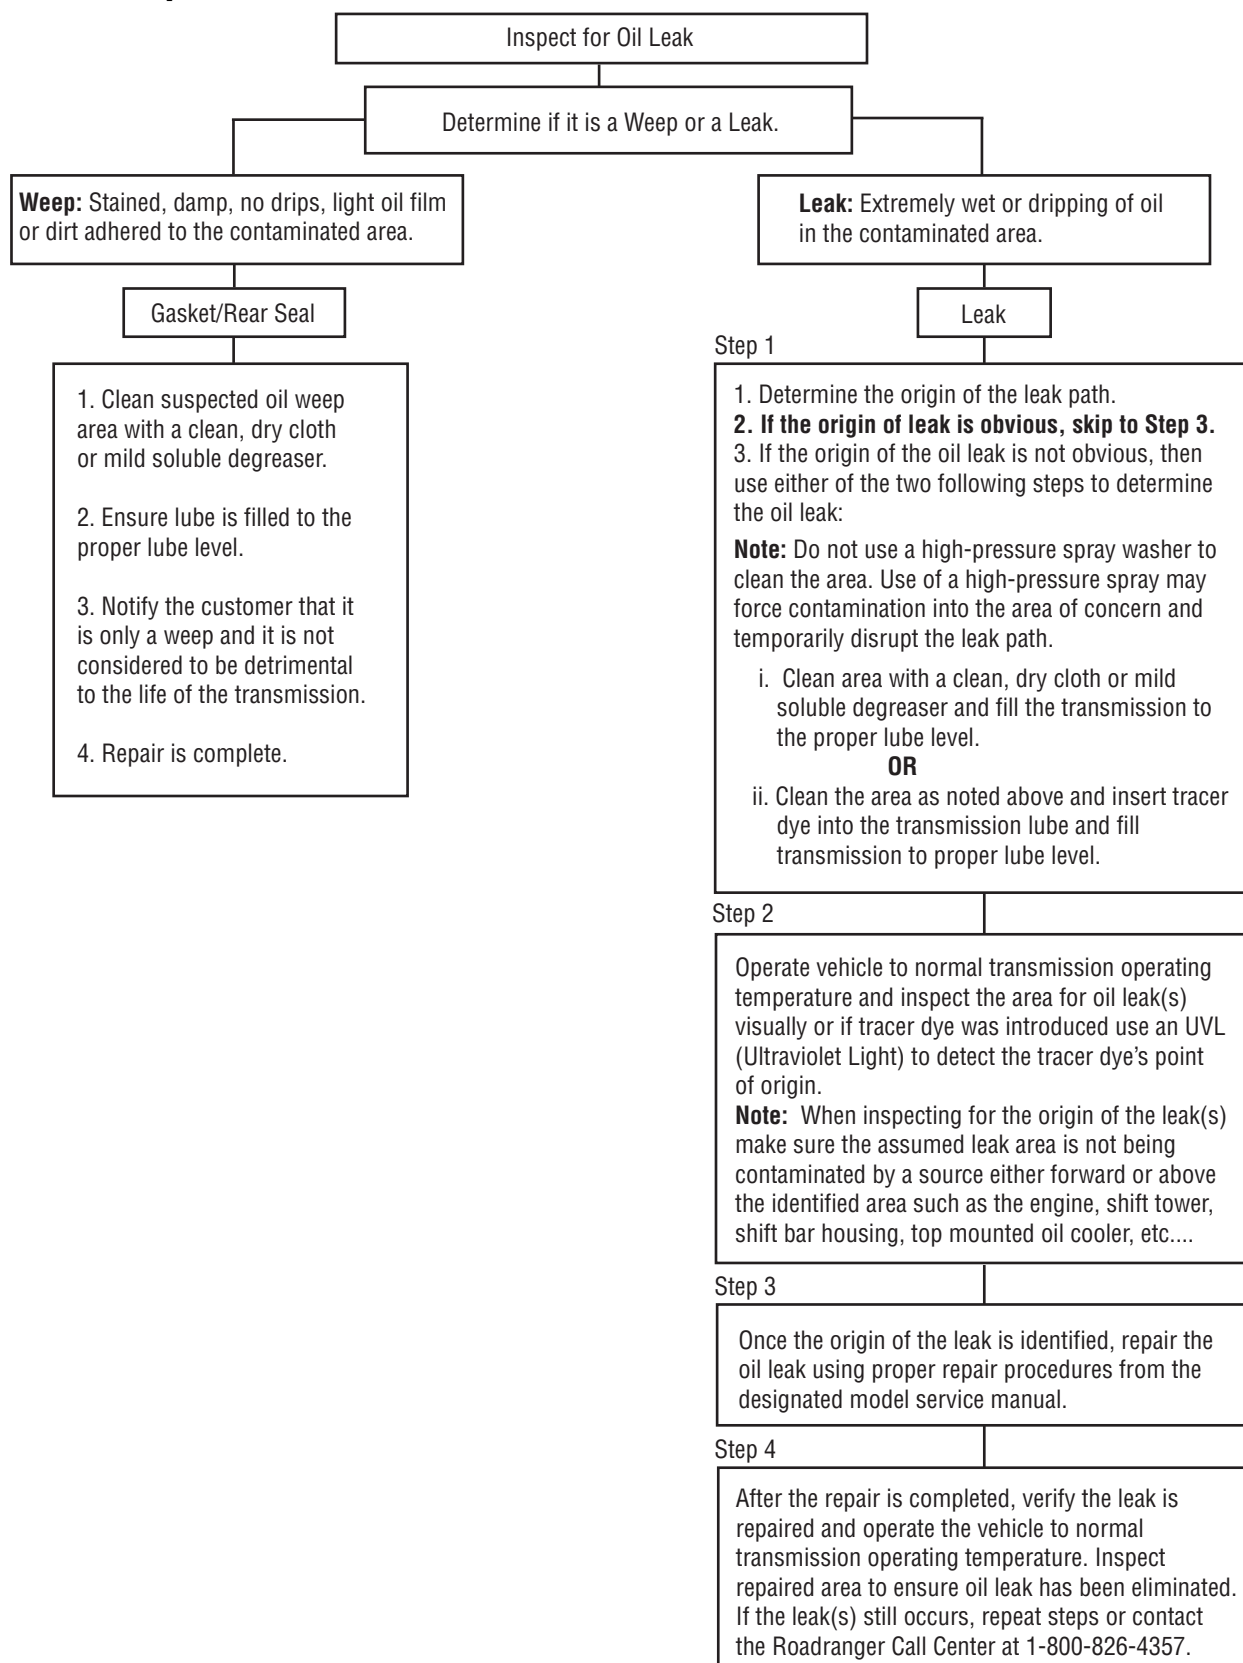 Inspect for Oil Leak
Determine if it is a Weep or a Leak.
Weep: Stained, damp, no drips, light oil film
or dirt adhered to the contaminated area.
Gasket/Rear Seal
1. Clean suspected oil weep
area with a clean, dry cloth
or mild soluble degreaser.
2. Ensure lube is filled to the
proper lube level.
3. Notify the customer that it
is only a weep and it is not
considered to be detrimental
to the life of the transmission.
4. Repair is complete.
Leak: Extremely wet or dripping of oil
in the contaminated area.
Leak
Step 1
1. Determine the origin of the leak path.
2. If the origin of leak is obvious, skip to Step 3.
3. If the origin of the oil leak is not obvious, then
use either of the two following steps to determine
the oil leak:
Note: Do not use a high-pressure spray washer to
clean the area. Use of a high-pressure spray may
force contamination into the area of concern and
temporarily disrupt the leak path.
i. Clean area with a clean, dry cloth or mild
soluble degreaser and fill the transmission to
the proper lube level.
OR
ii. Clean the area as noted above and insert tracer
dye into the transmission lube and fill
transmission to proper lube level.
Step 2
Operate vehicle to normal transmission operating
temperature and inspect the area for oil leak(s)
visually or if tracer dye was introduced use an UVL
(Ultraviolet Light) to detect the tracer dye’s point
of origin.
Note: When inspecting for the origin of the leak(s)
make sure the assumed leak area is not being
contaminated by a source either forward or above
the identified area such as the engine, shift tower,
shift bar housing, top mounted oil cooler, etc....
Step 3
Once the origin of the leak is identified, repair the
oil leak using proper repair procedures from the
designated model service manual.
Step 4
After the repair is completed, verify the leak is
repaired and operate the vehicle to normal
transmission operating temperature. Inspect
repaired area to ensure oil leak has been eliminated.
If the leak(s) still occurs, repeat steps or contact
the Roadranger Call Center at 1-800-826-4357.